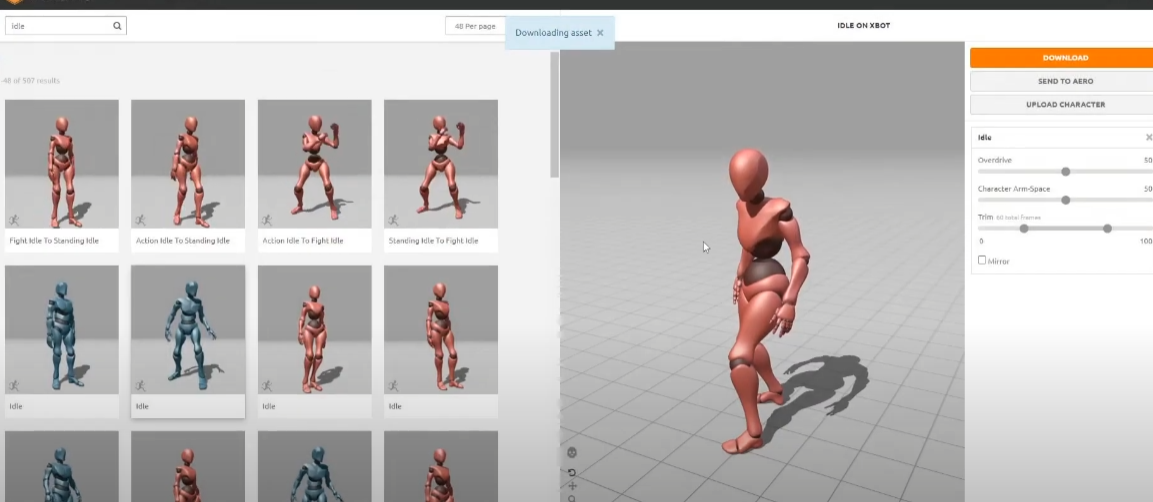 idle
48 Per page
Downloading asset ×
IDLE ON XBOT
-48 of 597 results
DOWNLOAD
SEND TO AERO
UPLOAD CHARACTER
Idle
Overdrive 50
Character Arm-Space 50
Trim 60 total frames
0 100
Mirror
Fight Idle To Standing Idle
Action Idle To Standing Idle
Action Idle To Fight Idle
Standing Idle To Fight Idle
Idle
Idle
Idle
Idle